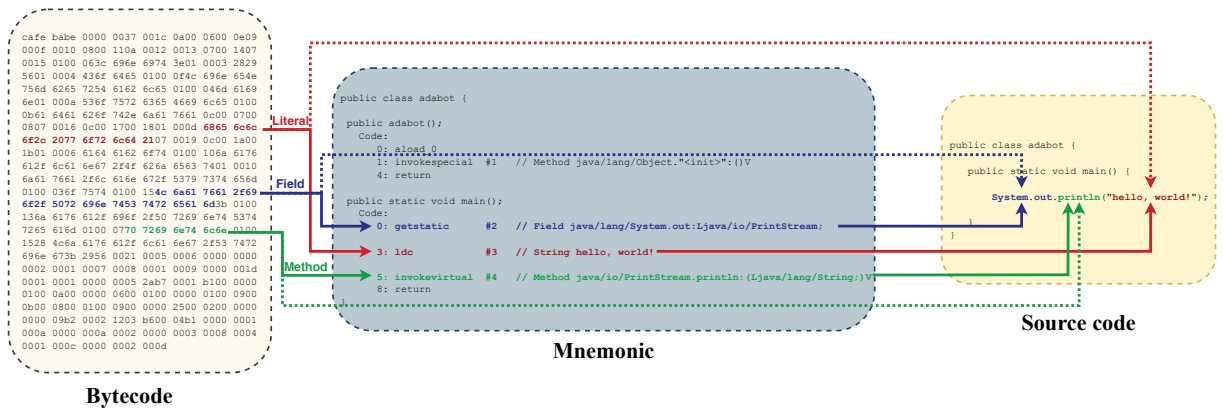 cafe babe 0000 0037 001c 0a00 0600 0e09
000f 0010 0800 110a 0012 0013 0700 1407
0015 0100 063c 696e 6974 3e01 0003 2829
5601 0004 436f 6465 0100 0f4c 696e 654e
756d 6265 7254 6162 6c65 0100 046d 6169
6e01 000a 536f 7572 6365 4669 6c65 0100
0b61 6461 626f 742e 6a61 7661 0c00 0700
0807 0016 0c00 1700 1801 000d 6865 6c6c
6f2c 2077 6f72 6c64 2107 0019 0c00 1a00
1b01 0006 6164 6162 6f74 0100 106a 6176
612f 6c61 6e67 2f4f 626a 6563 7401 0010
6a61 7661 2f6c 616e 672f 5379 7374 656d
0100 036f 7574 0100 154c 6a61 7661 2f69
6f2f 5072 696e 7453 7472 6561 6d3b 0100
136a 6176 612f 696f 2f50 7269 6e74 5374
7265 616d 0100 0770 7269 6e74 6c6e 0100
1528 4c6a 6176 612f 6c61 6e67 2f53 7472
696e 673b 2956 0021 0005 0006 0000 0000
0002 0001 0007 0008 0001 0009 0000 001d
0001 0001 0000 0005 2ab7 0001 b100 0000
0100 0a00 0000 0600 0100 0000 0100 0900
0b00 0800 0100 0900 0000 2500 0200 0000
0000 09b2 0002 1203 b600 04b1 0000 0001
000a 0000 000a 0002 0000 0003 0008 0004
0001 000c 0000 0002 000d
Bytecode
Literal
Field
Method
public class adabot {
public adabot();
Code:
0: aload_0
1: invokespecial #1 // Method java/lang/Object."<init>":()V
4: return
public static void main();
Code:
0: getstatic #2 // Field java/lang/System.out:Ljava/io/PrintStream;
3: ldc #3 // String hello, world!
5: invokevirtual #4 // Method java/io/PrintStream.println:(Ljava/lang/String;)V
8: return
}
Mnemonic
public class adabot {
public static void main() {
System.out.println("hello, world!");
}
}
Source code